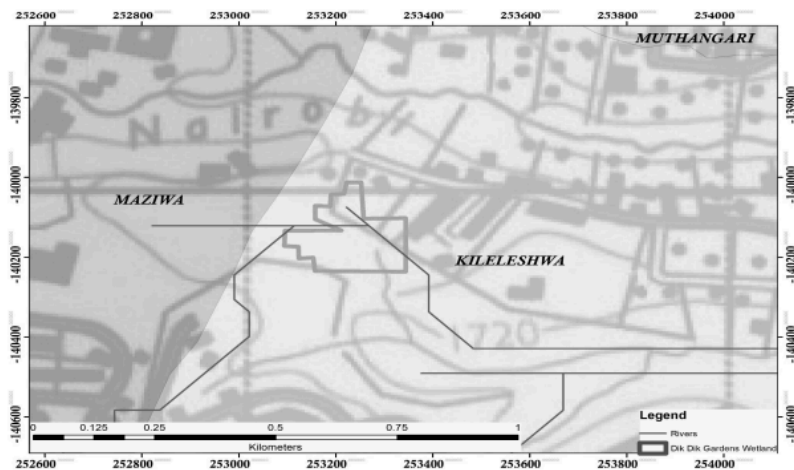 252600 252800 253000 253200 253400 253600 253800 254000
MUTHANGARI
-139800
Nairobi
-140000
MAZIWA
-140200
KILELESHWA
1720
-140400
-140600
Legend
Rivers
Dik Dik Gardens Wetland
0 0.125 0.25 0.5 0.75 1
Kilometers
252600 252800 253000 253200 253400 253600 253800 254000
-139800
-140000
-140200
-140400
-140600